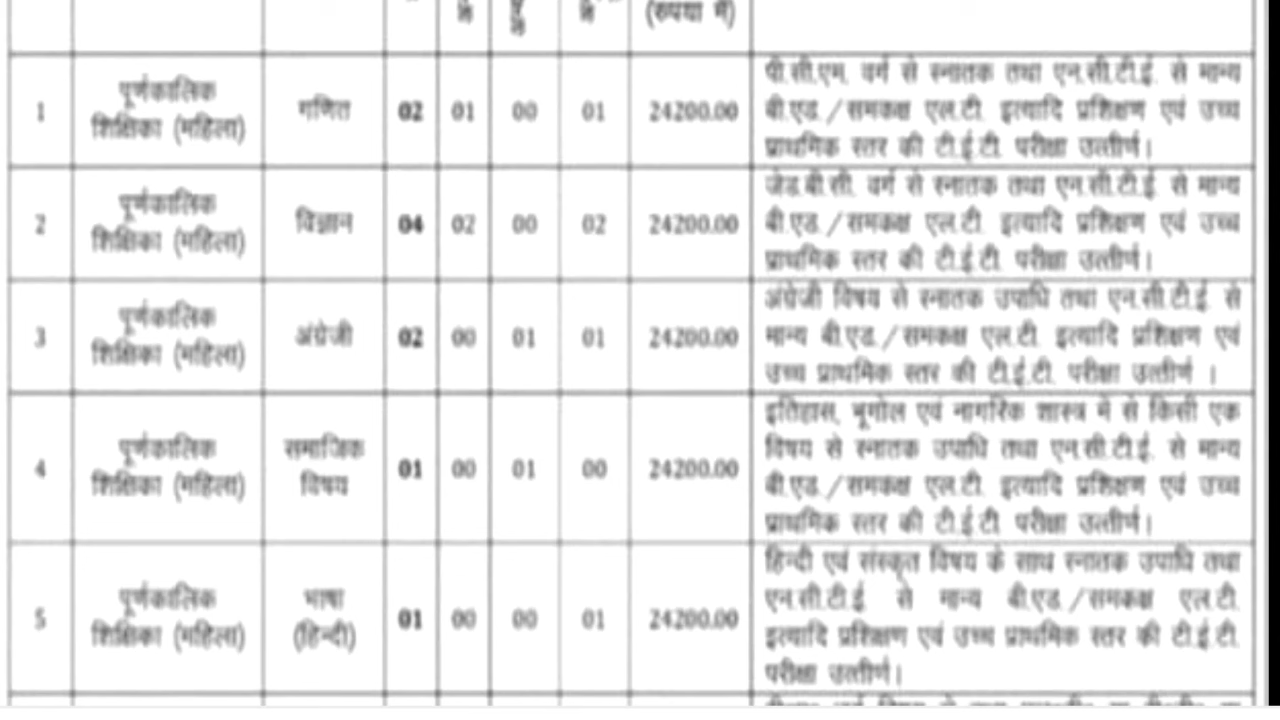 (रुपया में)
1
पूर्णकालिक
शिक्षिका (महिला)
गणित
02
01
00
01
24200.00
पी.सी.एम. वर्ग से स्नातक तथा एन.सी.टी.ई. से मान्य
बी.एड./समकक्ष एल.टी. इत्यादि प्रशिक्षण एवं उच्च
प्राथमिक स्तर की टी.ई.टी. परीक्षा उत्तीर्ण।
2
पूर्णकालिक
शिक्षिका (महिला)
विज्ञान
04
02
00
02
24200.00
जेड.बी.सी. वर्ग से स्नातक तथा एन.सी.टी.ई. से मान्य
बी.एड./समकक्ष एल.टी. इत्यादि प्रशिक्षण एवं उच्च
प्राथमिक स्तर की टी.ई.टी. परीक्षा उत्तीर्ण।
3
पूर्णकालिक
शिक्षिका (महिला)
अंग्रेजी
02
00
01
01
24200.00
अंग्रेजी विषय से स्नातक उपाधि तथा एन.सी.टी.ई. से
मान्य बी.एड./समकक्ष एल.टी. इत्यादि प्रशिक्षण एवं
उच्च प्राथमिक स्तर की टी.ई.टी. परीक्षा उत्तीर्ण ।
4
पूर्णकालिक
शिक्षिका (महिला)
समाजिक
विषय
01
00
01
00
24200.00
इतिहास, भूगोल एवं नागरिक शास्त्र में से किसी एक
विषय से स्नातक उपाधि तथा एन.सी.टी.ई. से मान्य
बी.एड./समकक्ष एल.टी. इत्यादि प्रशिक्षण एवं उच्च
प्राथमिक स्तर की टी.ई.टी. परीक्षा उत्तीर्ण।
5
पूर्णकालिक
शिक्षिका (महिला)
भाषा
(हिन्दी)
01
00
00
01
24200.00
हिन्दी एवं संस्कृत विषय के साथ स्नातक उपाधि तथा
एन.सी.टी.ई. से मान्य बी.एड./समकक्ष एल.टी.
इत्यादि प्रशिक्षण एवं उच्च प्राथमिक स्तर की टी.ई.टी.
परीक्षा उत्तीर्ण।